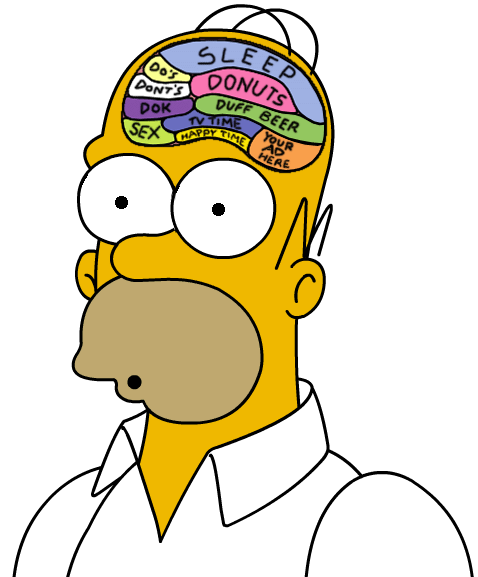 SLEEP
DO'S
DONUTS
DONT'S
DOK
DUFF BEER
TV TIME
SEX
HAPPY TIME
YOUR
AD
HERE